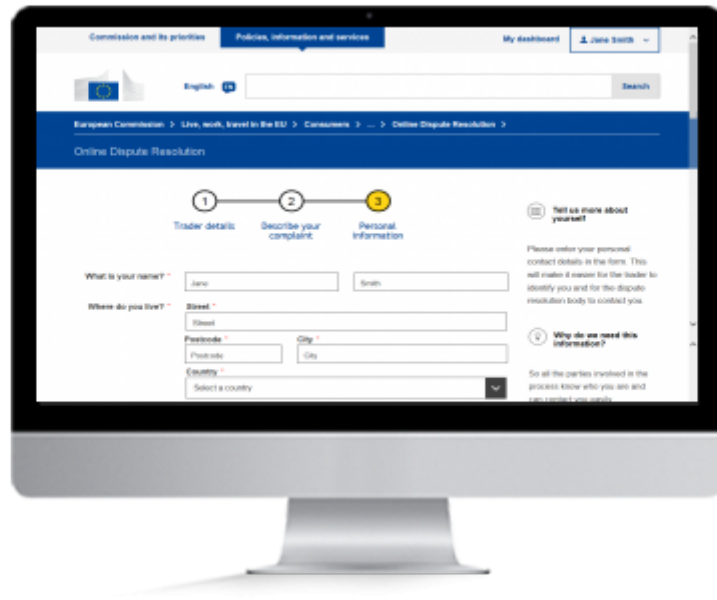 Commission and its priorities
Policies, information and services
My dashboard
Jane Smith
English EN
Search
European Commission > Live, work, travel in the EU > Consumers > ... > Online Dispute Resolution >
Online Dispute Resolution
1
2
3
Trader details
Describe your complaint
Personal Information
Tell us more about
yourself
Please enter your personal
contact details in the form. This
will make it easier for the trader to
identify you and for the dispute
resolution body to contact you.
What is your name? *
Jane
Smith
Where do you live? *
Street *
Street
Postcode *
City *
Postcode
City
Country *
Select a country
Why do we need this
information?
So all the parties involved in the
process know who you are and
can contact you easily